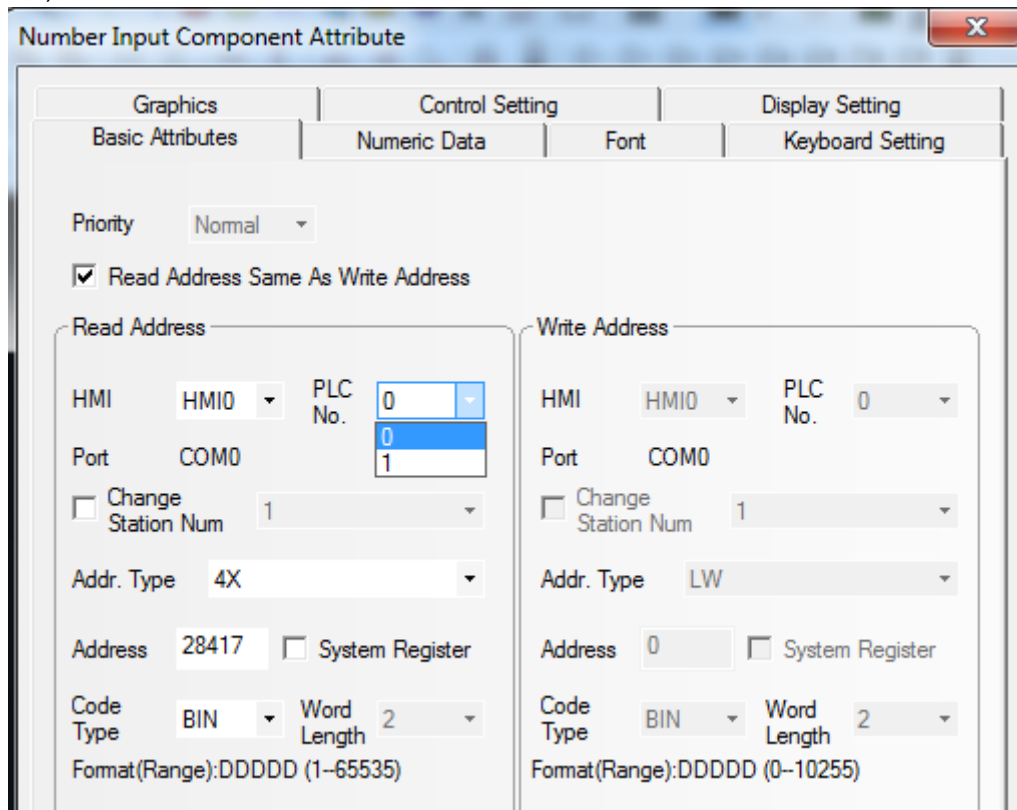 Number Input Component Attribute
Graphics Control Setting Display Setting
Basic Attributes Numeric Data Font Keyboard Setting
Priority Normal
Read Address Same As Write Address
Read Address
HMI HMI0 PLC No. 0
0
1
Port COM0
Change Station Num 1
Addr. Type 4X
Address 28417 System Register
Code Type BIN Word Length 2
Format(Range):DDDDD (1--65535)
Write Address
HMI HMI0 PLC No. 0
Port COM0
Change Station Num 1
Addr. Type LW
Address 0 System Register
Code Type BIN Word Length 2
Format(Range):DDDDD (0--10255)